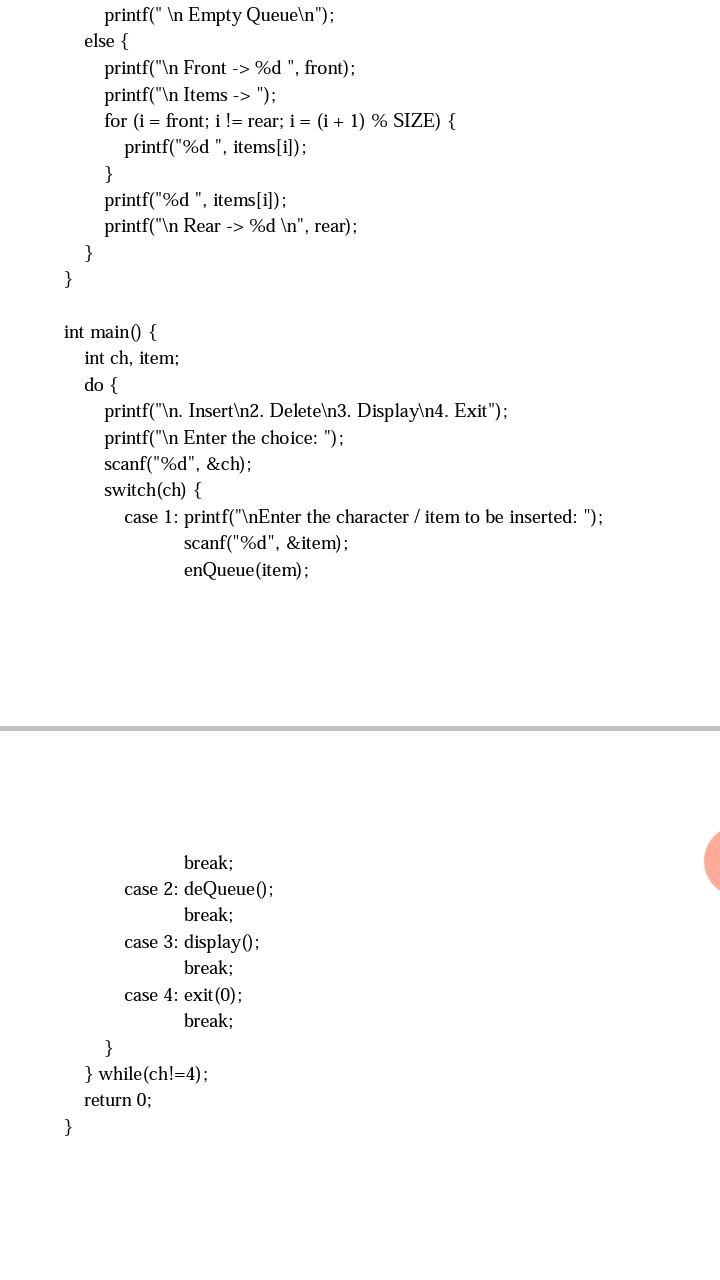 printf(" \n Empty Queue\n");
else {
printf("\n Front -> %d ", front);
printf("\n Items -> ");
for (i = front; i != rear; i = (i + 1) % SIZE) {
printf("%d ", items[i]);
}
printf("%d ", items[i]);
printf("\n Rear -> %d \n", rear);
}
}
int main() {
int ch, item;
do {
printf("\n. Insert\n2. Delete\n3. Display\n4. Exit");
printf("\n Enter the choice: ");
scanf("%d", &ch);
switch(ch) {
case 1: printf("\nEnter the character / item to be inserted: ");
scanf("%d", &item);
enQueue(item);
break;
case 2: deQueue();
break;
case 3: display();
break;
case 4: exit(0);
break;
}
} while(ch!=4);
return 0;
}